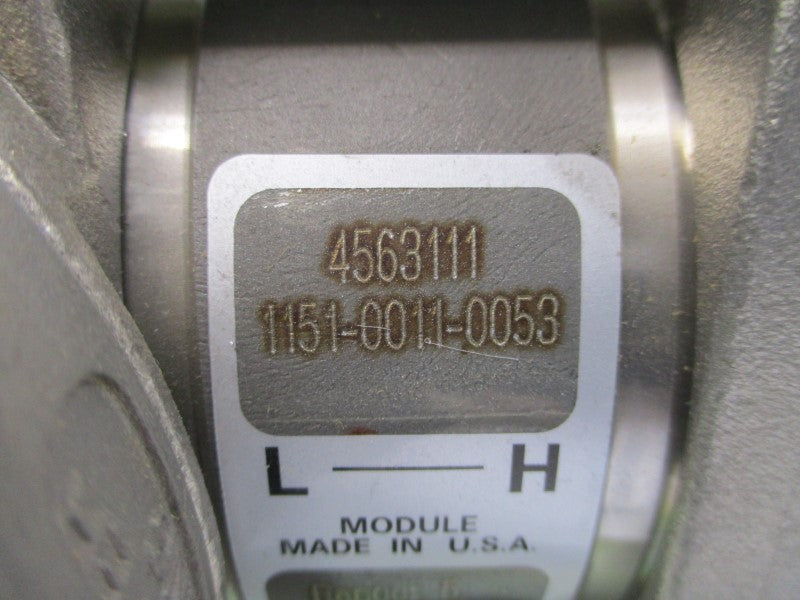 4563111
1151-0011-0053
L H
MODULE
MADE IN U.S.A.